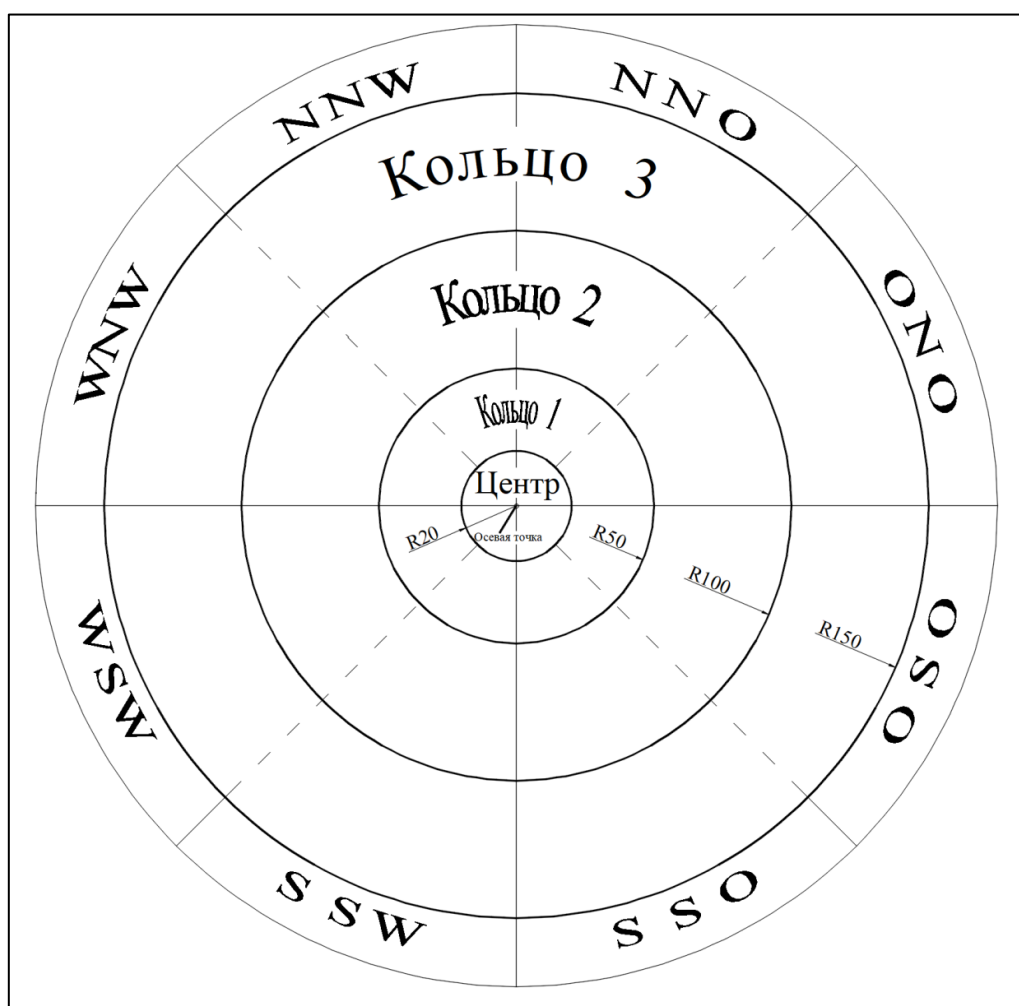 NNW
NNO
Кольцо 3
WNW
Кольцо 2
ONO
Кольцо 1
Центр
Осевая точка
R20
R50
R100
R150
WSW
OSO
SSW
SSO